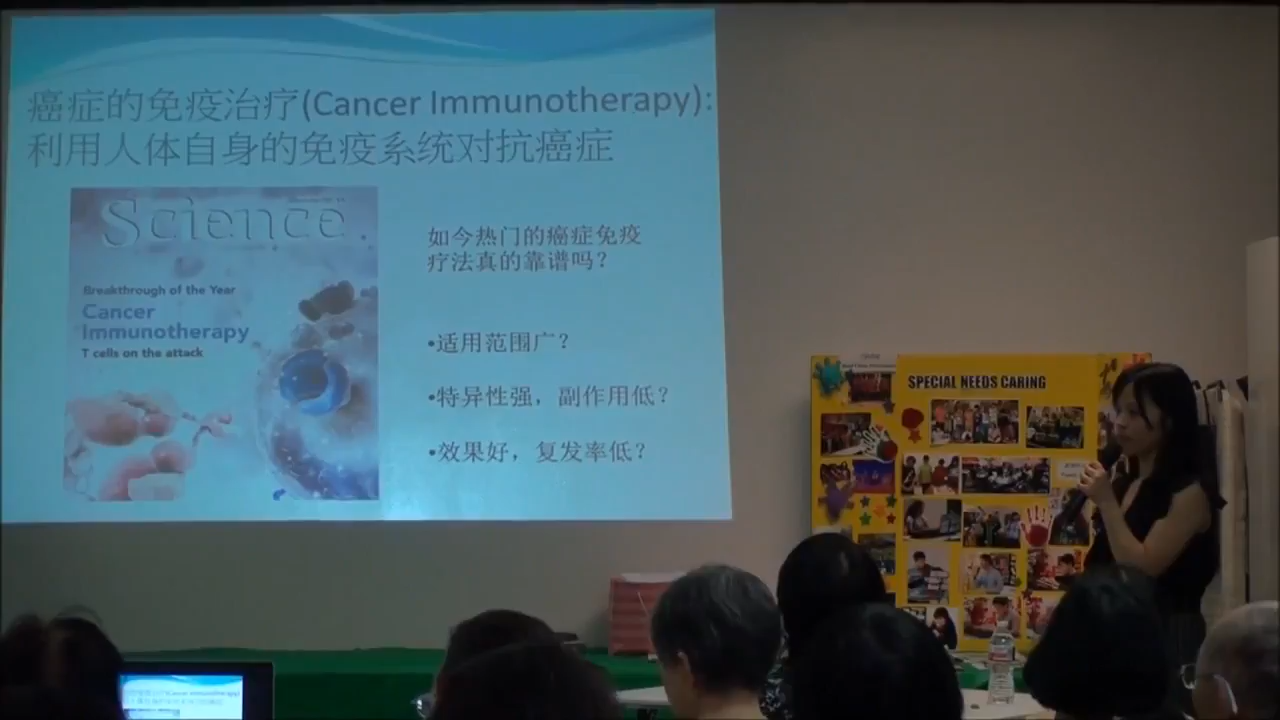 癌症的免疫治疗(Cancer Immunotherapy):
利用人体自身的免疫系统对抗癌症
Science
Breakthrough of the Year
Cancer
Immunotherapy
T cells on the attack
如今热门的癌症免疫
疗法真的靠谱吗？
•适用范围广？
•特异性强，副作用低？
•效果好，复发率低？
SPECIAL NEEDS CARING